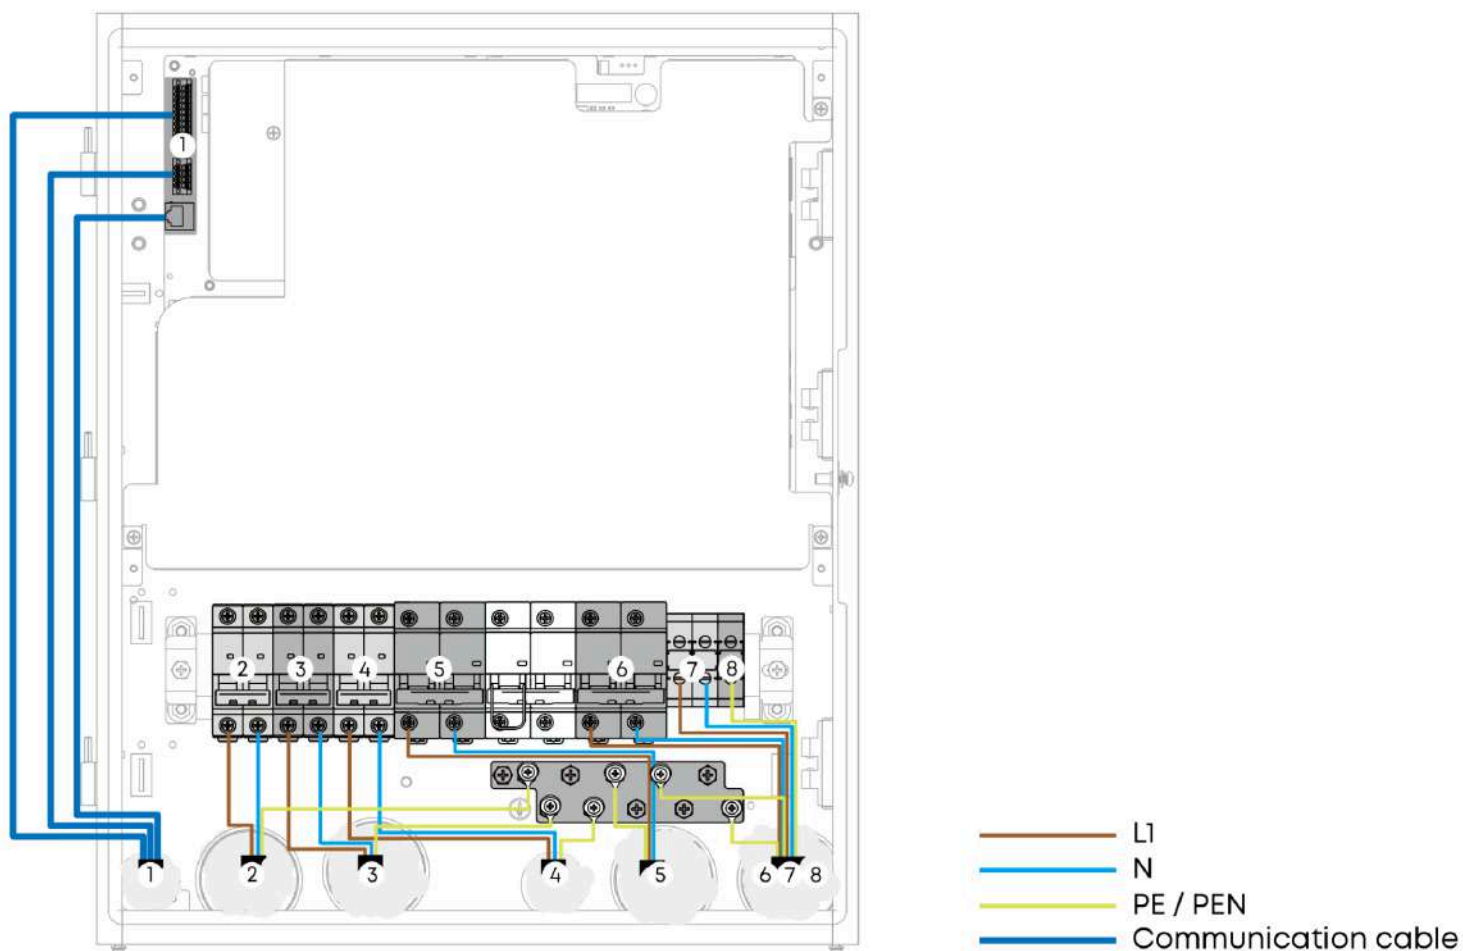 1
2 3 4 5 6 7 8
1 2 3 4 5 6 7 8
L1
N
PE / PEN
Communication cable